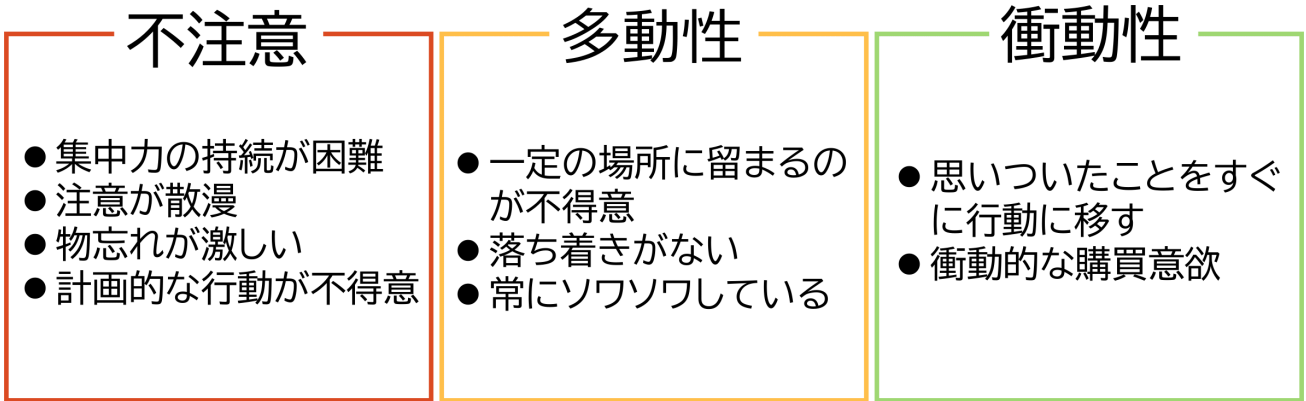 不注意
● 集中力の持続が困難
● 注意が散漫
● 物忘れが激しい
● 計画的な行動が不得意
多動性
● 一定の場所に留まるの
が不得意
● 落ち着きがない
● 常にソワソワしている
衝動性
● 思いついたことをすぐ
に行動に移す
● 衝動的な購買意欲